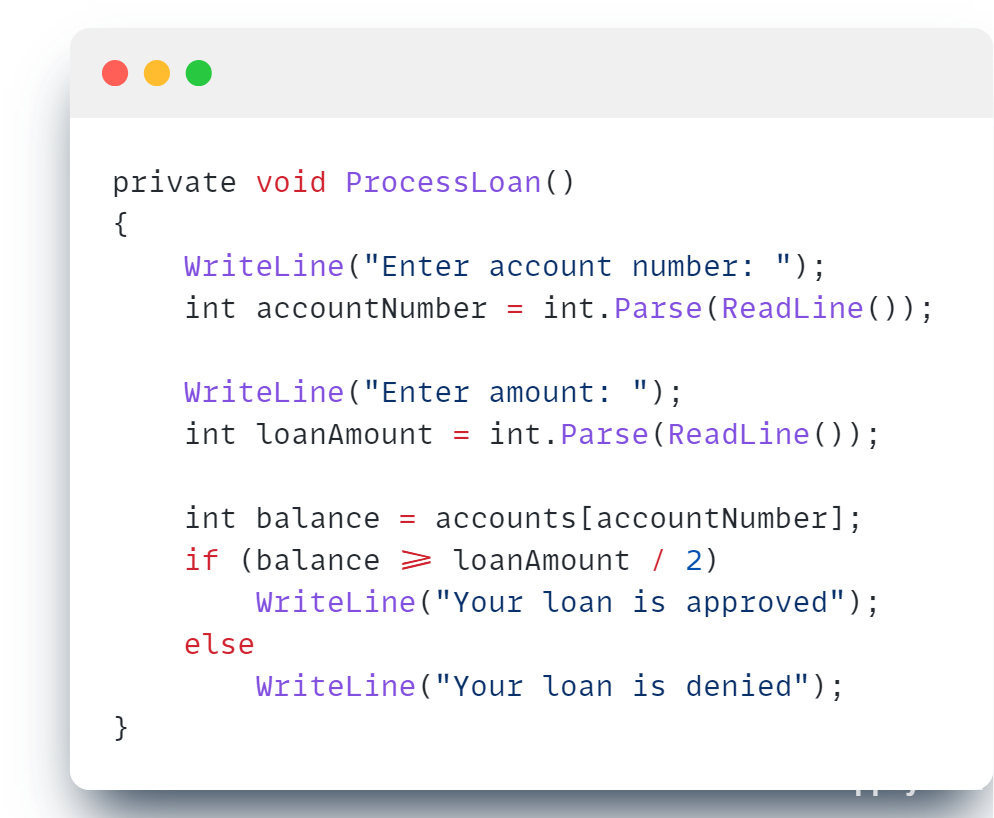 private void ProcessLoan()
{
    WriteLine("Enter account number: ");
    int accountNumber = int.Parse(ReadLine());

    WriteLine("Enter amount: ");
    int loanAmount = int.Parse(ReadLine());

    int balance = accounts[accountNumber];
    if (balance >= loanAmount / 2)
        WriteLine("Your loan is approved");
    else
        WriteLine("Your loan is denied");
}